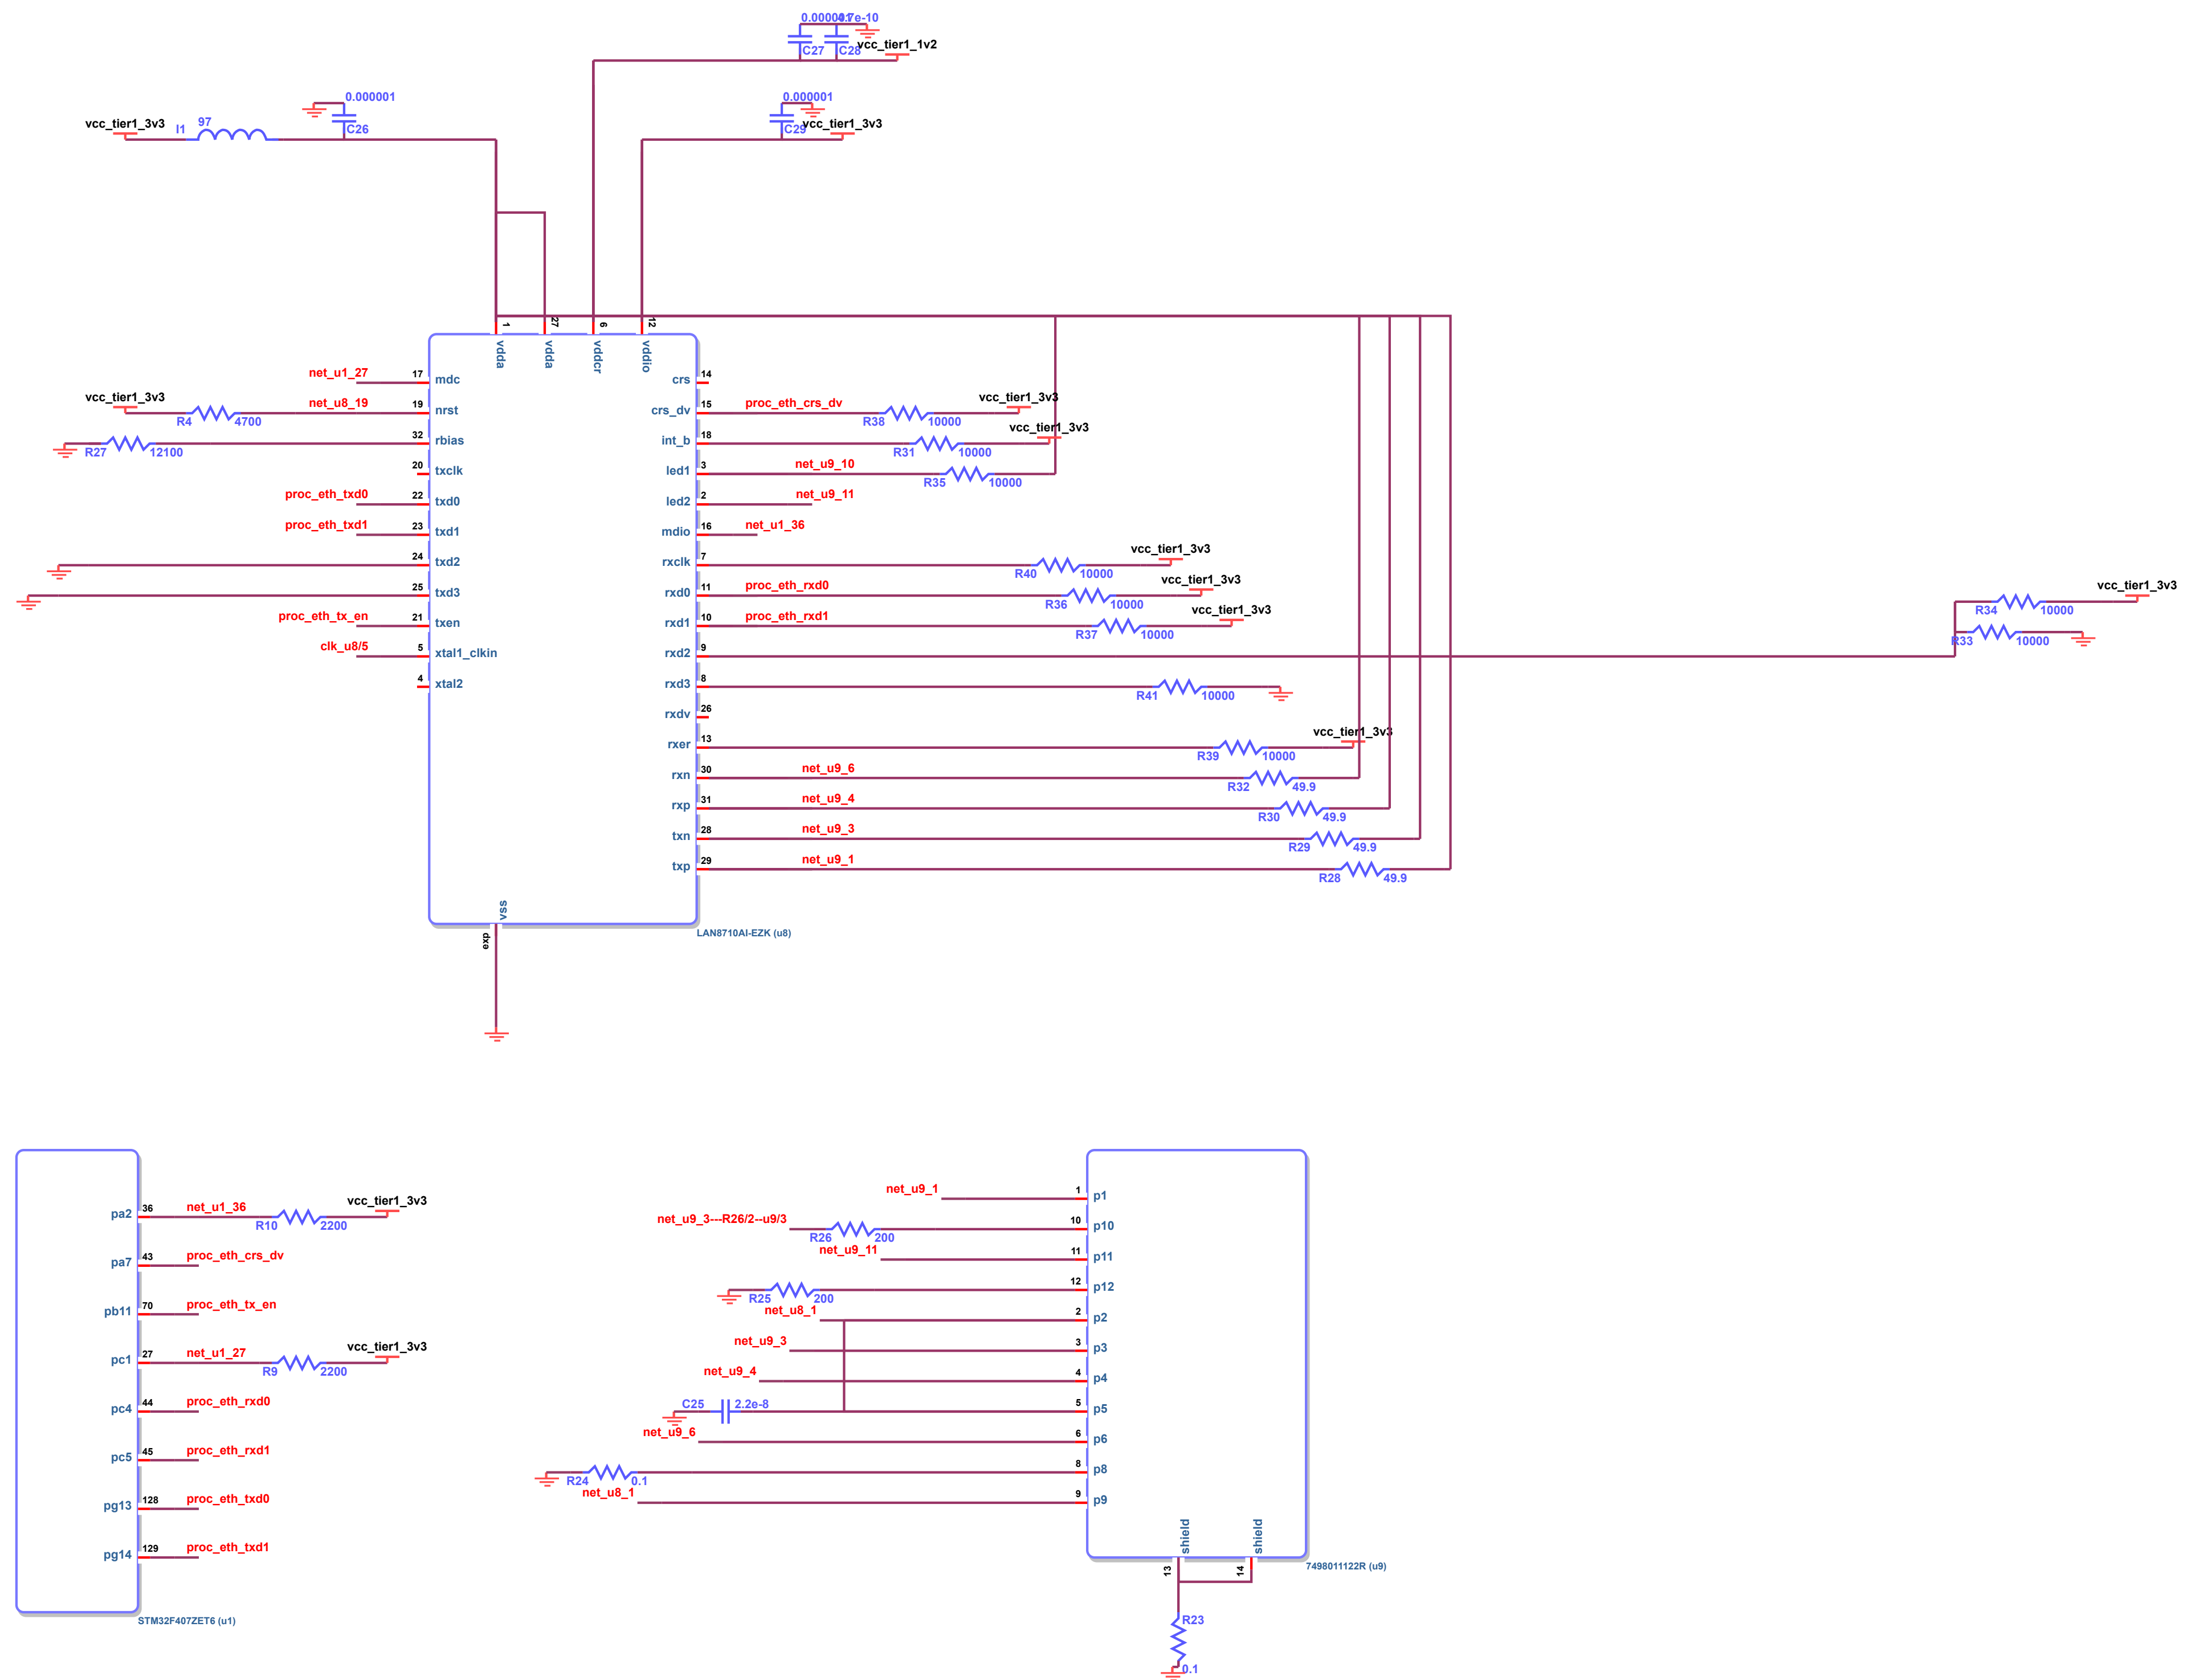 0.000001
4.7e-10
C27
C28
vcc_tier1_1v2
0.000001
0.000001
vcc_tier1_3v3
l1
97
C26
C29
vcc_tier1_3v3
1
27
6
12
vdda
vdda
vddcr
vddio
net_u1_27
17
mdc
crs
14
vcc_tier1_3v3
R4
4700
net_u8_19
19
nrst
crs_dv
15
proc_eth_crs_dv
R38
10000
vcc_tier1_3v3
R27
12100
32
rbias
int_b
18
R31
10000
vcc_tier1_3v3
20
txclk
led1
3
net_u9_10
R35
10000
proc_eth_txd0
22
txd0
led2
2
net_u9_11
proc_eth_txd1
23
txd1
mdio
16
net_u1_36
24
txd2
rxclk
7
R40
10000
vcc_tier1_3v3
25
txd3
rxd0
11
proc_eth_rxd0
R36
10000
vcc_tier1_3v3
R34
10000
vcc_tier1_3v3
proc_eth_tx_en
21
txen
rxd1
10
proc_eth_rxd1
R37
10000
vcc_tier1_3v3
R33
10000
clk_u8/5
5
xtal1_clkin
rxd2
9
4
xtal2
rxd3
8
R41
10000
rxdv
26
rxer
13
R39
10000
vcc_tier1_3v3
rxn
30
net_u9_6
R32
49.9
rxp
31
net_u9_4
R30
49.9
txn
28
net_u9_3
R29
49.9
txp
29
net_u9_1
R28
49.9
vss
exp
LAN8710AI-EZK (u8)
pa2
36
net_u1_36
R10
2200
vcc_tier1_3v3
pa7
43
proc_eth_crs_dv
pb11
70
proc_eth_tx_en
pc1
27
net_u1_27
R9
2200
vcc_tier1_3v3
pc4
44
proc_eth_rxd0
pc5
45
proc_eth_rxd1
pg13
128
proc_eth_txd0
pg14
129
proc_eth_txd1
STM32F407ZET6 (u1)
net_u9_1
1
p1
net_u9_3---R26/2--u9/3
R26
200
10
p10
net_u9_11
11
p11
R25
200
12
p12
net_u8_1
2
p2
net_u9_3
3
p3
net_u9_4
4
p4
C25
2.2e-8
5
p5
net_u9_6
6
p6
R24
0.1
8
p8
net_u8_1
9
p9
shield
shield
13
14
7498011122R (u9)
R23
0.1